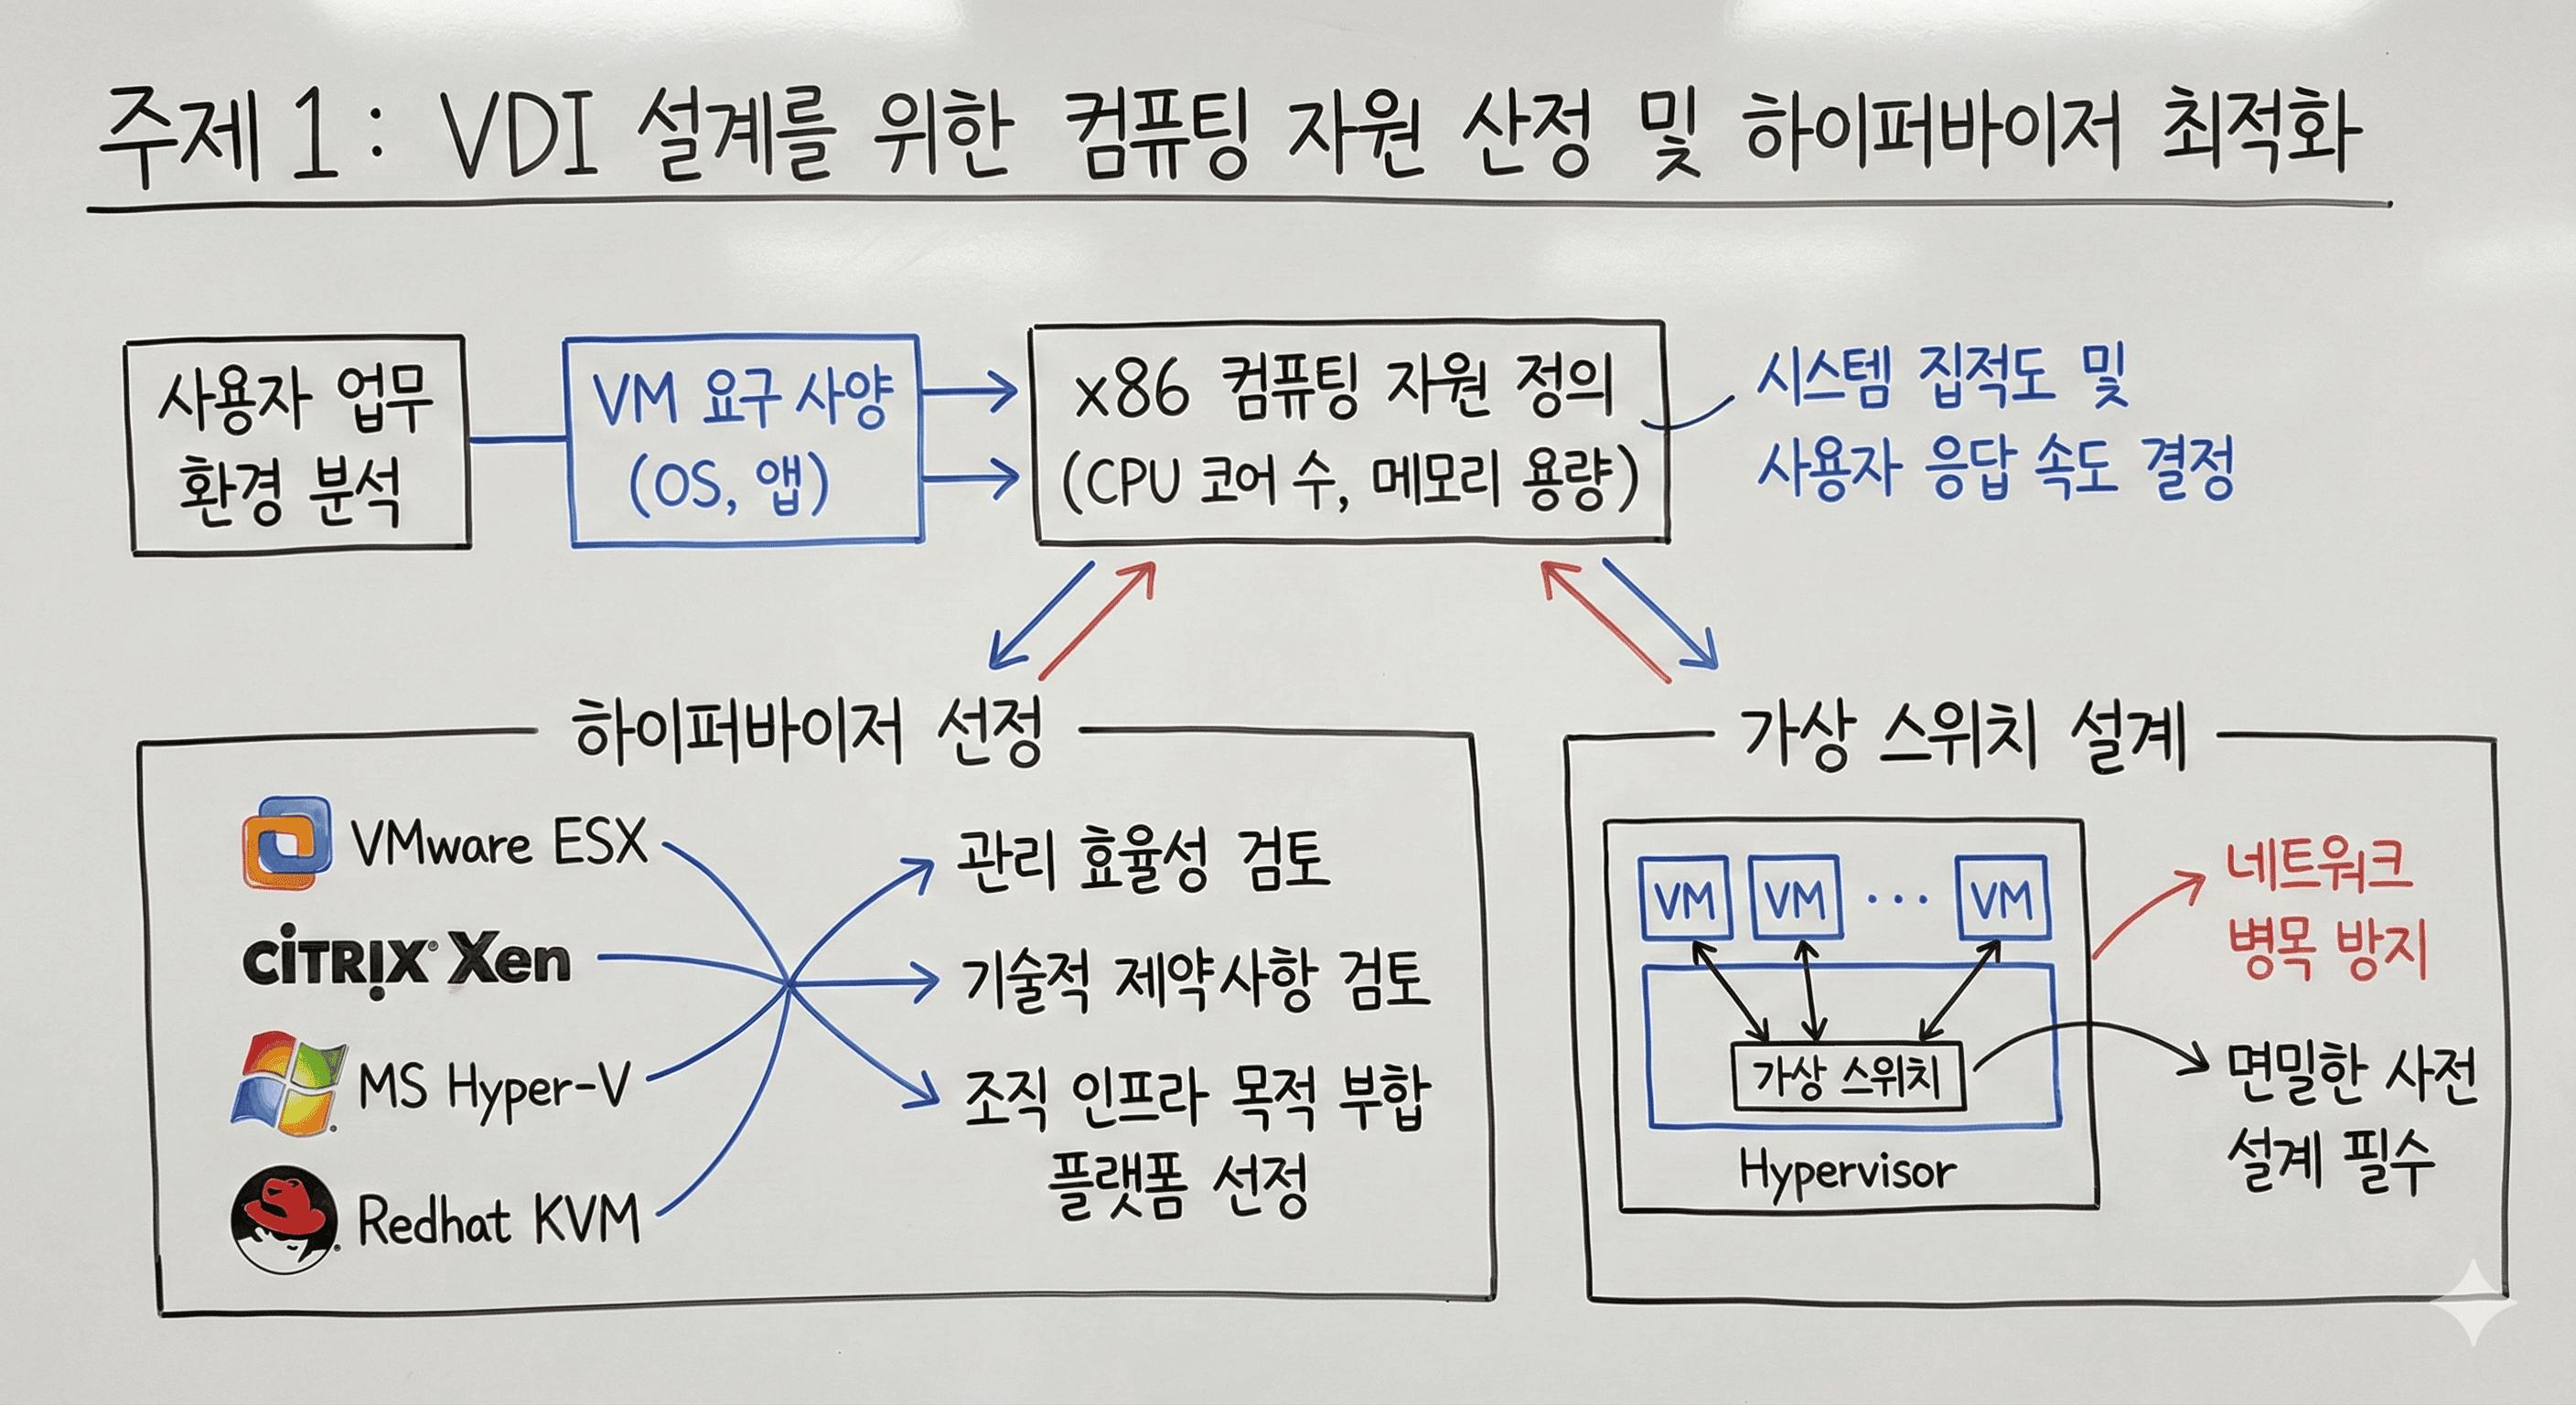 주제 1 : VDI 설계를 위한 컴퓨팅 자원 산정 및 하이퍼바이저 최적화
사용자 업무
환경 분석
VM 요구 사양
(OS, 앱)
x86 컴퓨팅 자원 정의
(CPU 코어 수, 메모리 용량)
시스템 집적도 및
사용자 응답 속도 결정
하이퍼바이저 선정
VMware ESX
CITRIX Xen
MS Hyper-V
Redhat KVM
관리 효율성 검토
기술적 제약사항 검토
조직 인프라 목적 부합
플랫폼 선정
가상 스위치 설계
VM VM ... VM
가상 스위치
Hypervisor
네트워크
병목 방지
면밀한 사전
설계 필수